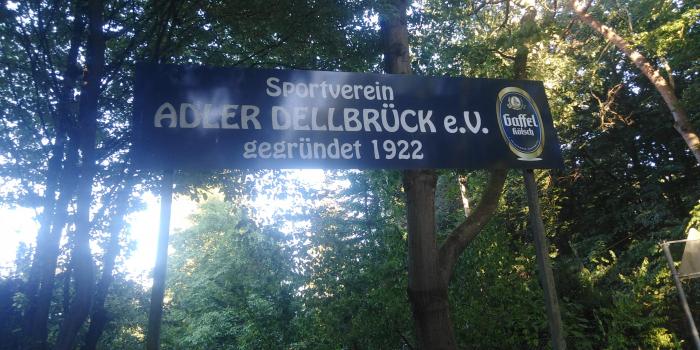 Sportverein
ADLER DELLBRÜCK e.V.
gegründet 1922
Gaffel
Kölsch